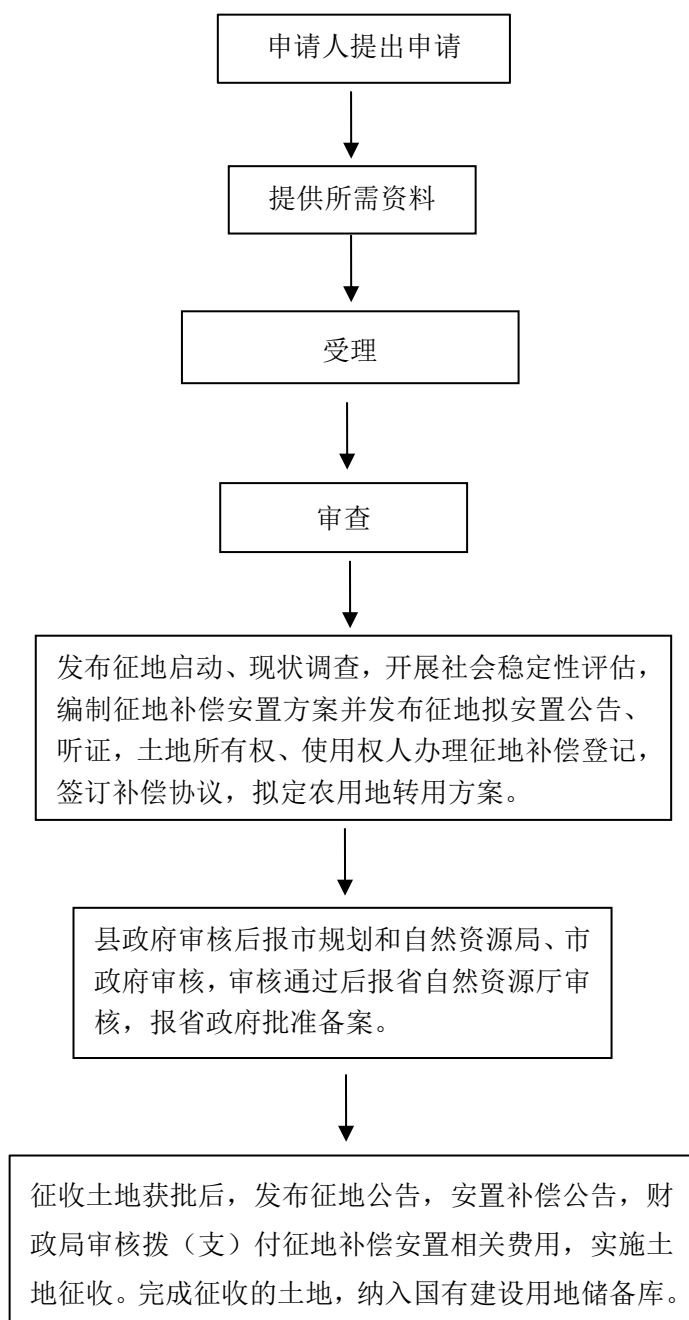 申请人提出申请
提供所需资料
受理
审查
发布征地启动、现状调查，开展社会稳定性评估，
编制征地补偿安置方案并发布征地拟安置公告、
听证，土地所有权、使用权人办理征地补偿登记，
签订补偿协议，拟定农用地转用方案。
县政府审核后报市规划和自然资源局、市
政府审核，审核通过后报省自然资源厅审
核，报省政府批准备案。
征收土地获批后，发布征地公告，安置补偿公告，财
政局审核拨（支）付征地补偿安置相关费用，实施土
地征收。完成征收的土地，纳入国有建设用地储备库。